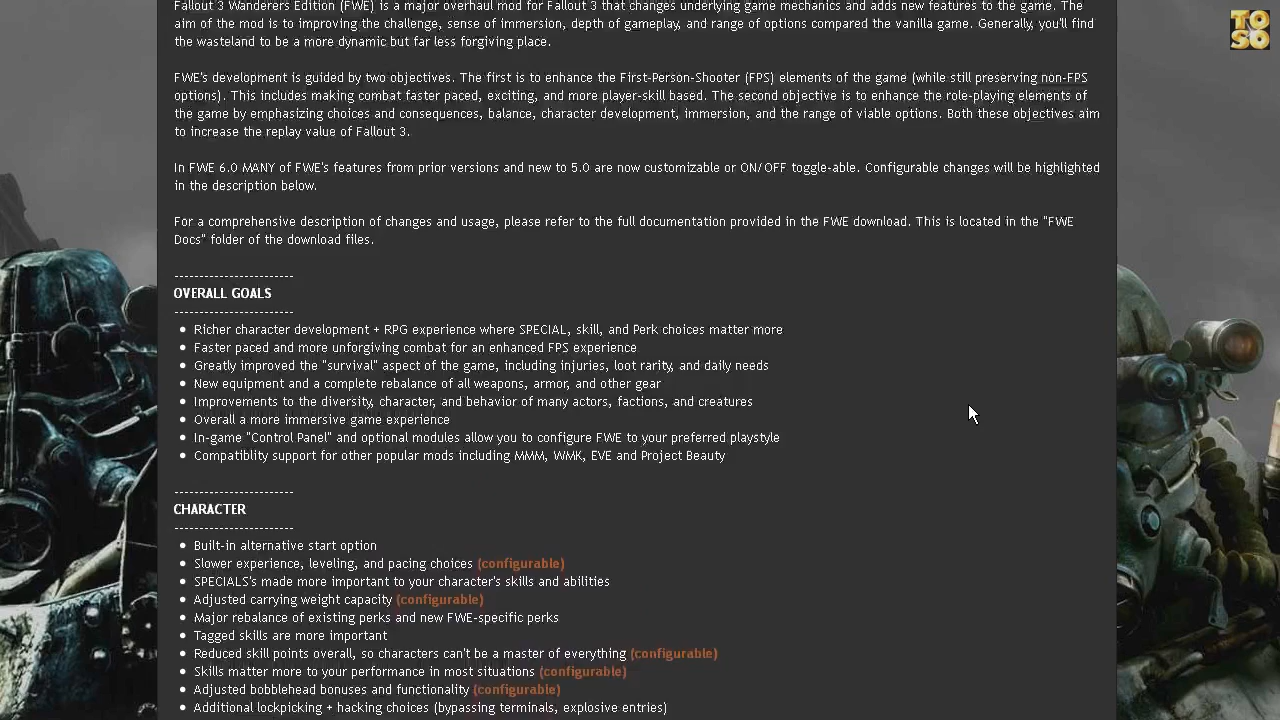 TO
SO
Fallout 3 Wanderers Edition (FWE) is a major overhaul mod for Fallout 3 that changes underlying game mechanics and adds new features to the game. The
aim of the mod is to improving the challenge, sense of immersion, depth of gameplay, and range of options compared the vanilla game. Generally, you'll find
the wasteland to be a more dynamic but far less forgiving place.
FWE's development is guided by two objectives. The first is to enhance the First-Person-Shooter (FPS) elements of the game (while still preserving non-FPS
options). This includes making combat faster paced, exciting, and more player-skill based. The second objective is to enhance the role-playing elements of
the game by emphasizing choices and consequences, balance, character development, immersion, and the range of viable options. Both these objectives aim
to increase the replay value of Fallout 3.
In FWE 6.0 MANY of FWE's features from prior versions and new to 5.0 are now customizable or ON/OFF toggle-able. Configurable changes will be highlighted
in the description below.
For a comprehensive description of changes and usage, please refer to the full documentation provided in the FWE download. This is located in the "FWE
Docs" folder of the download files.
------------------------
OVERALL GOALS
------------------------
• Richer character development + RPG experience where SPECIAL, skill, and Perk choices matter more
• Faster paced and more unforgiving combat for an enhanced FPS experience
• Greatly improved the "survival" aspect of the game, including injuries, loot rarity, and daily needs
• New equipment and a complete rebalance of all weapons, armor, and other gear
• Improvements to the diversity, character, and behavior of many actors, factions, and creatures
• Overall a more immersive game experience
• In-game "Control Panel" and optional modules allow you to configure FWE to your preferred playstyle
• Compatiblity support for other popular mods including MMM, WMK, EVE and Project Beauty
------------------------
CHARACTER
------------------------
• Built-in alternative start option
• Slower experience, leveling, and pacing choices (configurable)
• SPECIALS's made more important to your character's skills and abilities
• Adjusted carrying weight capacity (configurable)
• Major rebalance of existing perks and new FWE-specific perks
• Tagged skills are more important
• Reduced skill points overall, so characters can't be a master of everything (configurable)
• Skills matter more to your performance in most situations (configurable)
• Adjusted bobblehead bonuses and functionality (configurable)
• Additional lockpicking + hacking choices (bypassing terminals, explosive entries)